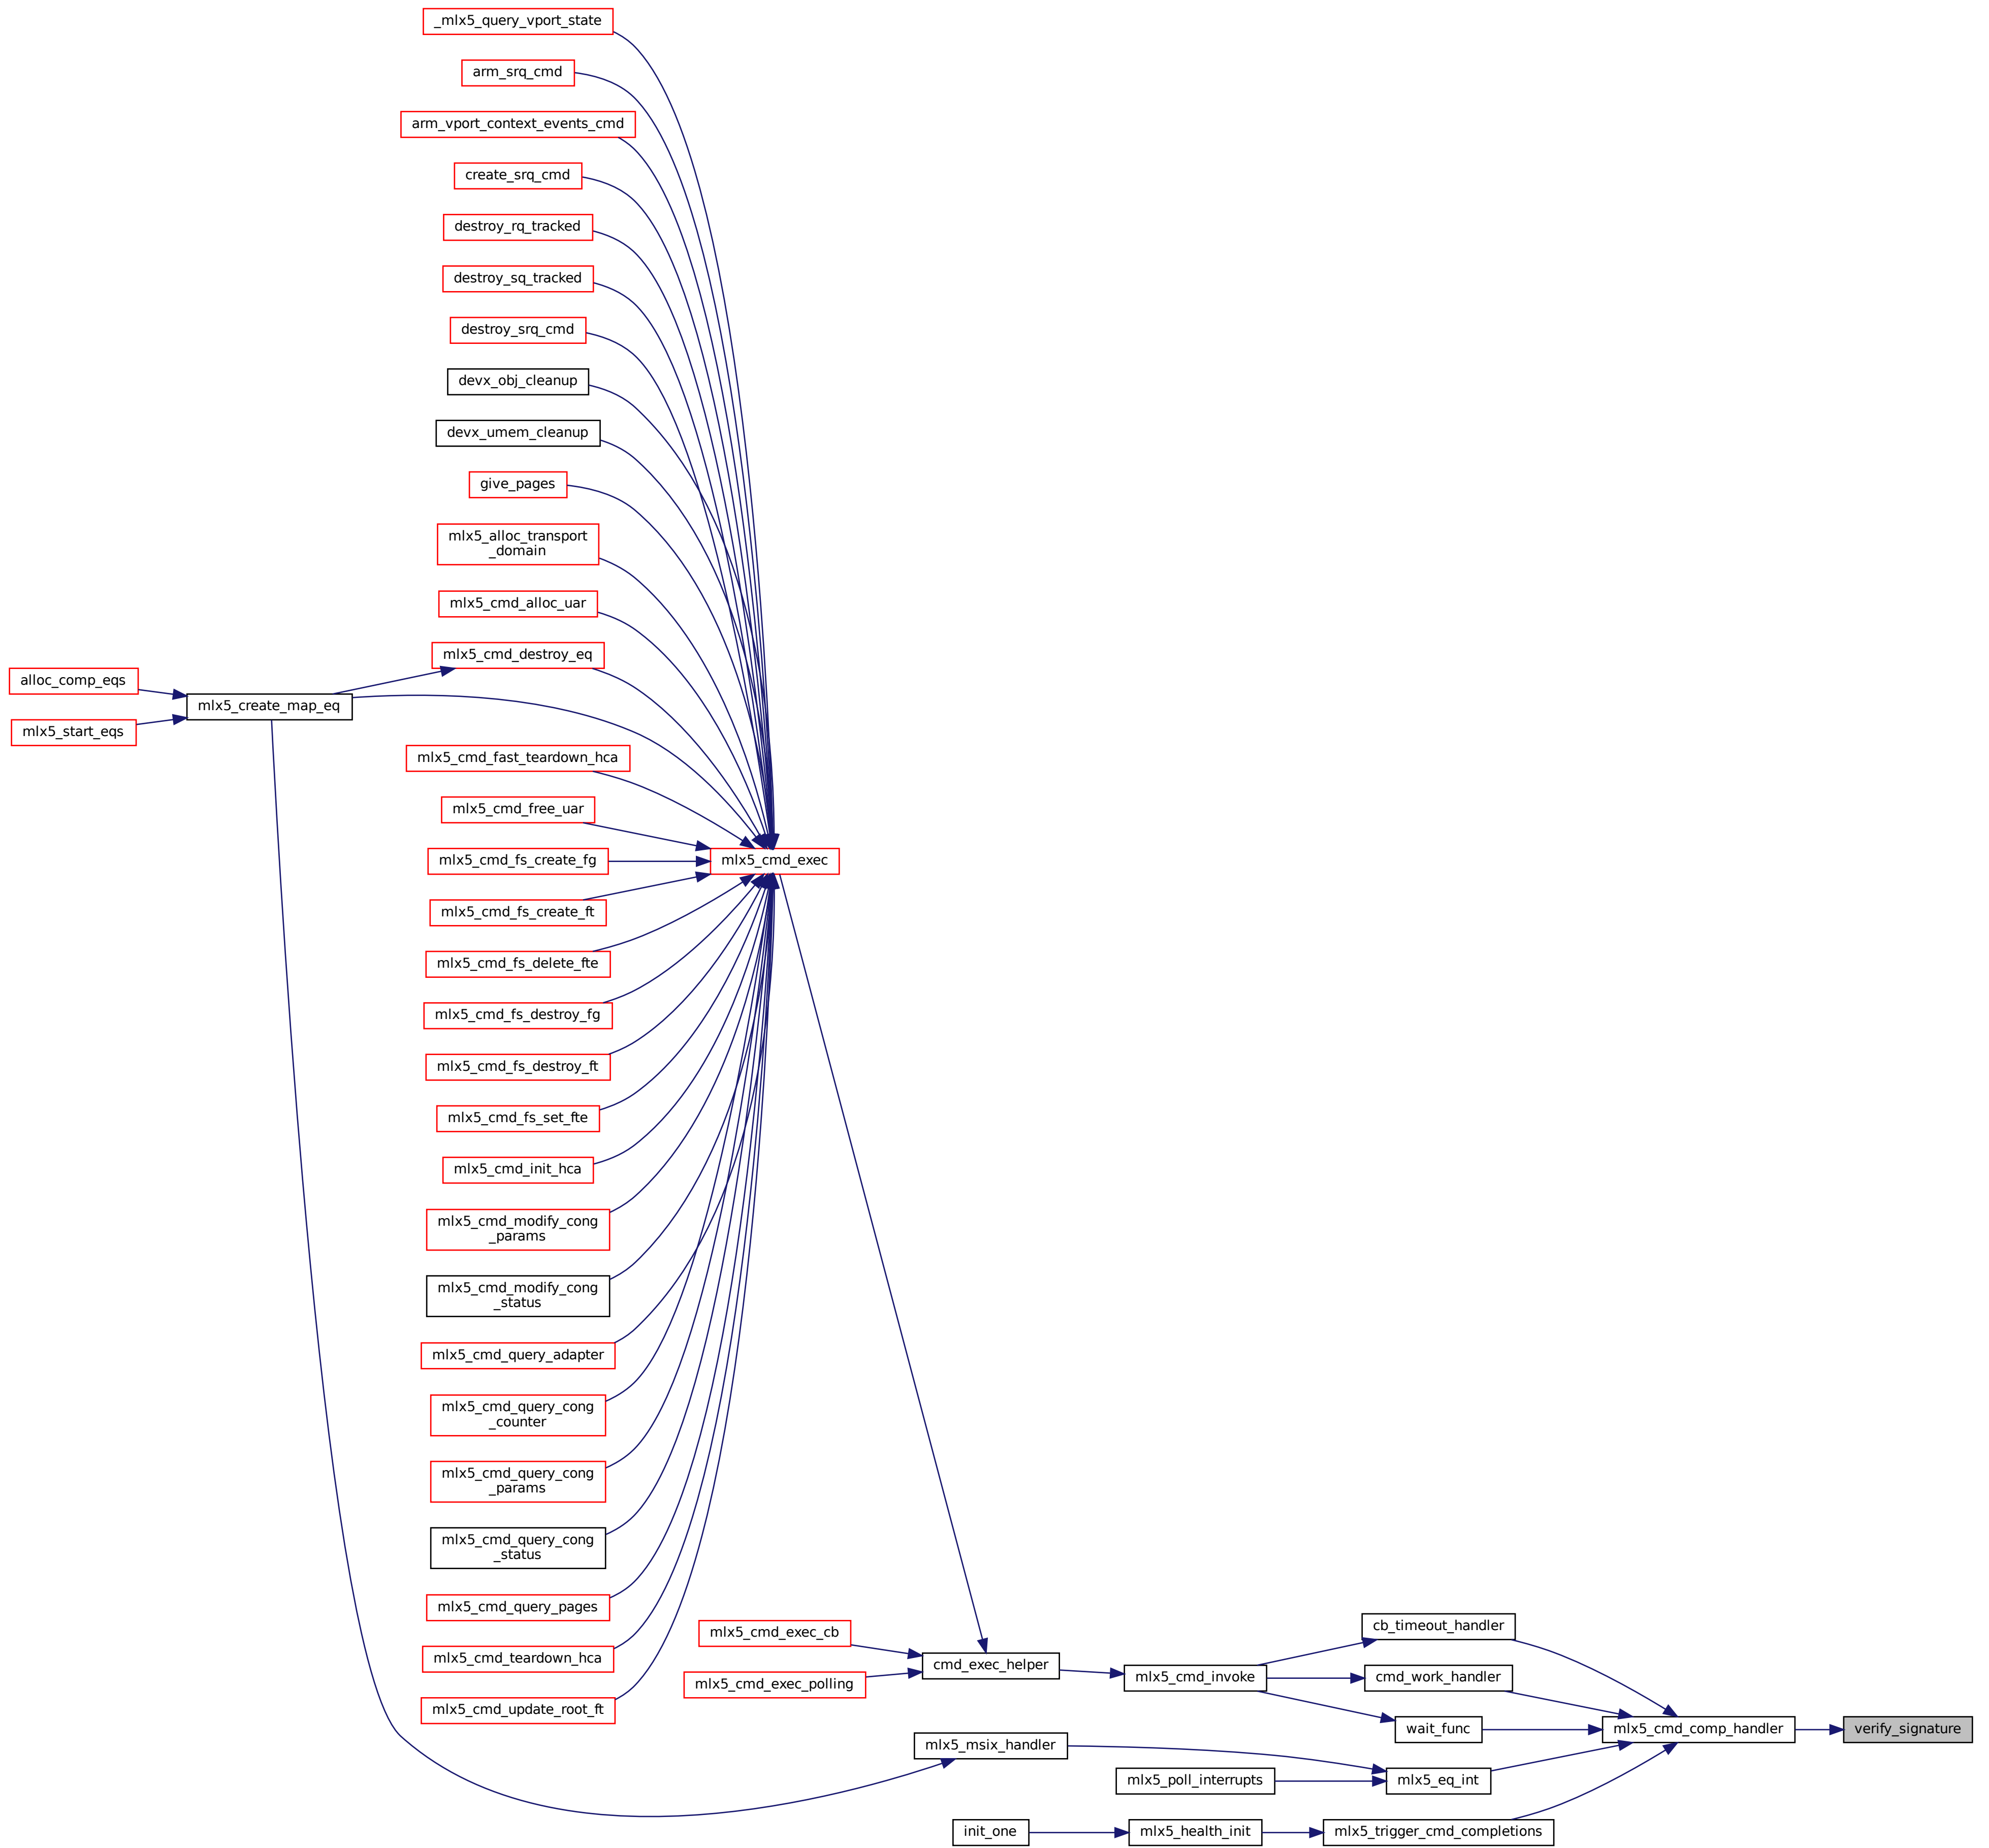 _mlx5_query_vport_state
arm_srq_cmd
arm_vport_context_events_cmd
create_srq_cmd
destroy_rq_tracked
destroy_sq_tracked
destroy_srq_cmd
devx_obj_cleanup
devx_umem_cleanup
give_pages
mlx5_alloc_transport
_domain
mlx5_cmd_alloc_uar
mlx5_cmd_destroy_eq
alloc_comp_eqs
mlx5_create_map_eq
mlx5_start_eqs
mlx5_cmd_fast_teardown_hca
mlx5_cmd_free_uar
mlx5_cmd_fs_create_fg
mlx5_cmd_exec
mlx5_cmd_fs_create_ft
mlx5_cmd_fs_delete_fte
mlx5_cmd_fs_destroy_fg
mlx5_cmd_fs_destroy_ft
mlx5_cmd_fs_set_fte
mlx5_cmd_init_hca
mlx5_cmd_modify_cong
_params
mlx5_cmd_modify_cong
_status
mlx5_cmd_query_adapter
mlx5_cmd_query_cong
_counter
mlx5_cmd_query_cong
_params
mlx5_cmd_query_cong
_status
mlx5_cmd_query_pages
mlx5_cmd_teardown_hca
mlx5_cmd_update_root_ft
mlx5_cmd_exec_cb
mlx5_cmd_exec_polling
cmd_exec_helper
mlx5_cmd_invoke
cb_timeout_handler
cmd_work_handler
wait_func
mlx5_cmd_comp_handler
verify_signature
mlx5_msix_handler
mlx5_poll_interrupts
mlx5_eq_int
init_one
mlx5_health_init
mlx5_trigger_cmd_completions